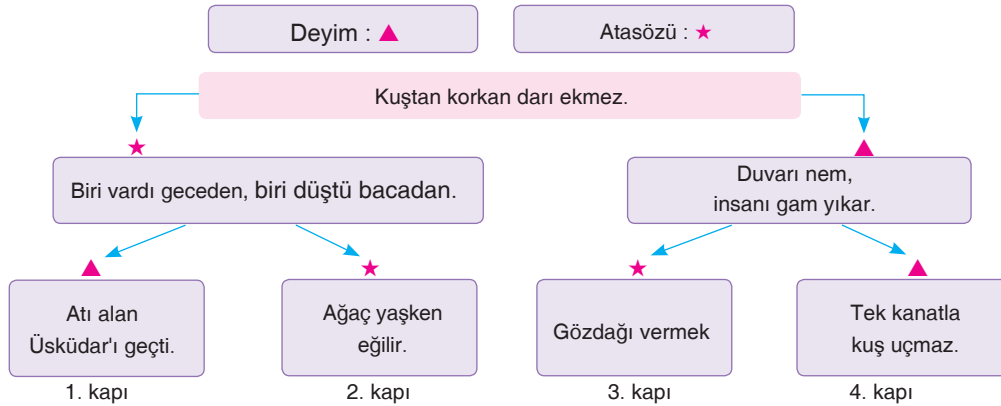 Deyim : ▲
Atasözü : ★
Kuştan korkan darı ekmez.
Biri vardı geceden, biri düştü bacadan.
Duvarı nem,
insanı gam yıkar.
Atı alan
Üsküdar'ı geçti.
Ağaç yaşken
eğilir.
Gözdağı vermek
Tek kanatla
kuş uçmaz.
1. kapı
2. kapı
3. kapı
4. kapı